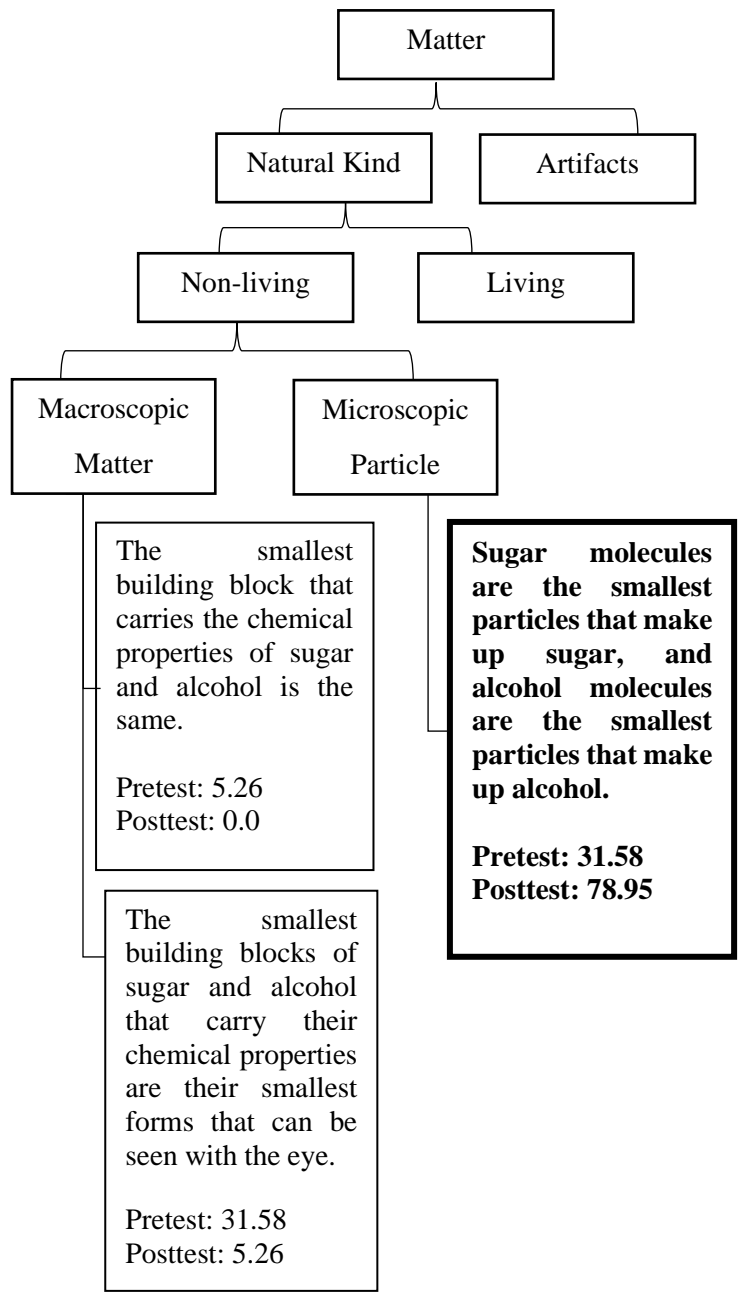 Matter
Natural Kind
Artifacts
Non-living
Living
Macroscopic
Matter
Microscopic
Particle
The smallest
building block that
carries the chemical
properties of sugar
and alcohol is the
same.
Pretest: 5.26
Posttest: 0.0
Sugar molecules
are the smallest
particles that make
up sugar, and
alcohol molecules
are the smallest
particles that make
up alcohol.
Pretest: 31.58
Posttest: 78.95
The smallest
building blocks of
sugar and alcohol
that carry their
chemical properties
are their smallest
forms that can be
seen with the eye.
Pretest: 31.58
Posttest: 5.26